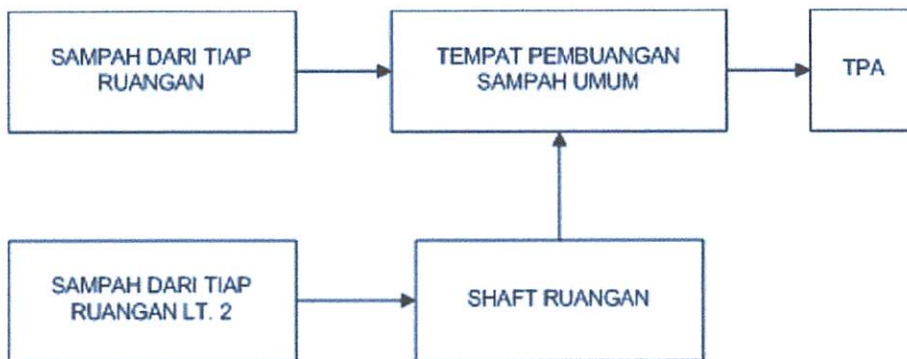 SAMPAH DARI TIAP
RUANGAN
TEMPAT PEMBUANGAN
SAMPAH UMUM
TPA
SAMPAH DARI TIAP
RUANGAN LT. 2
SHAFT RUANGAN